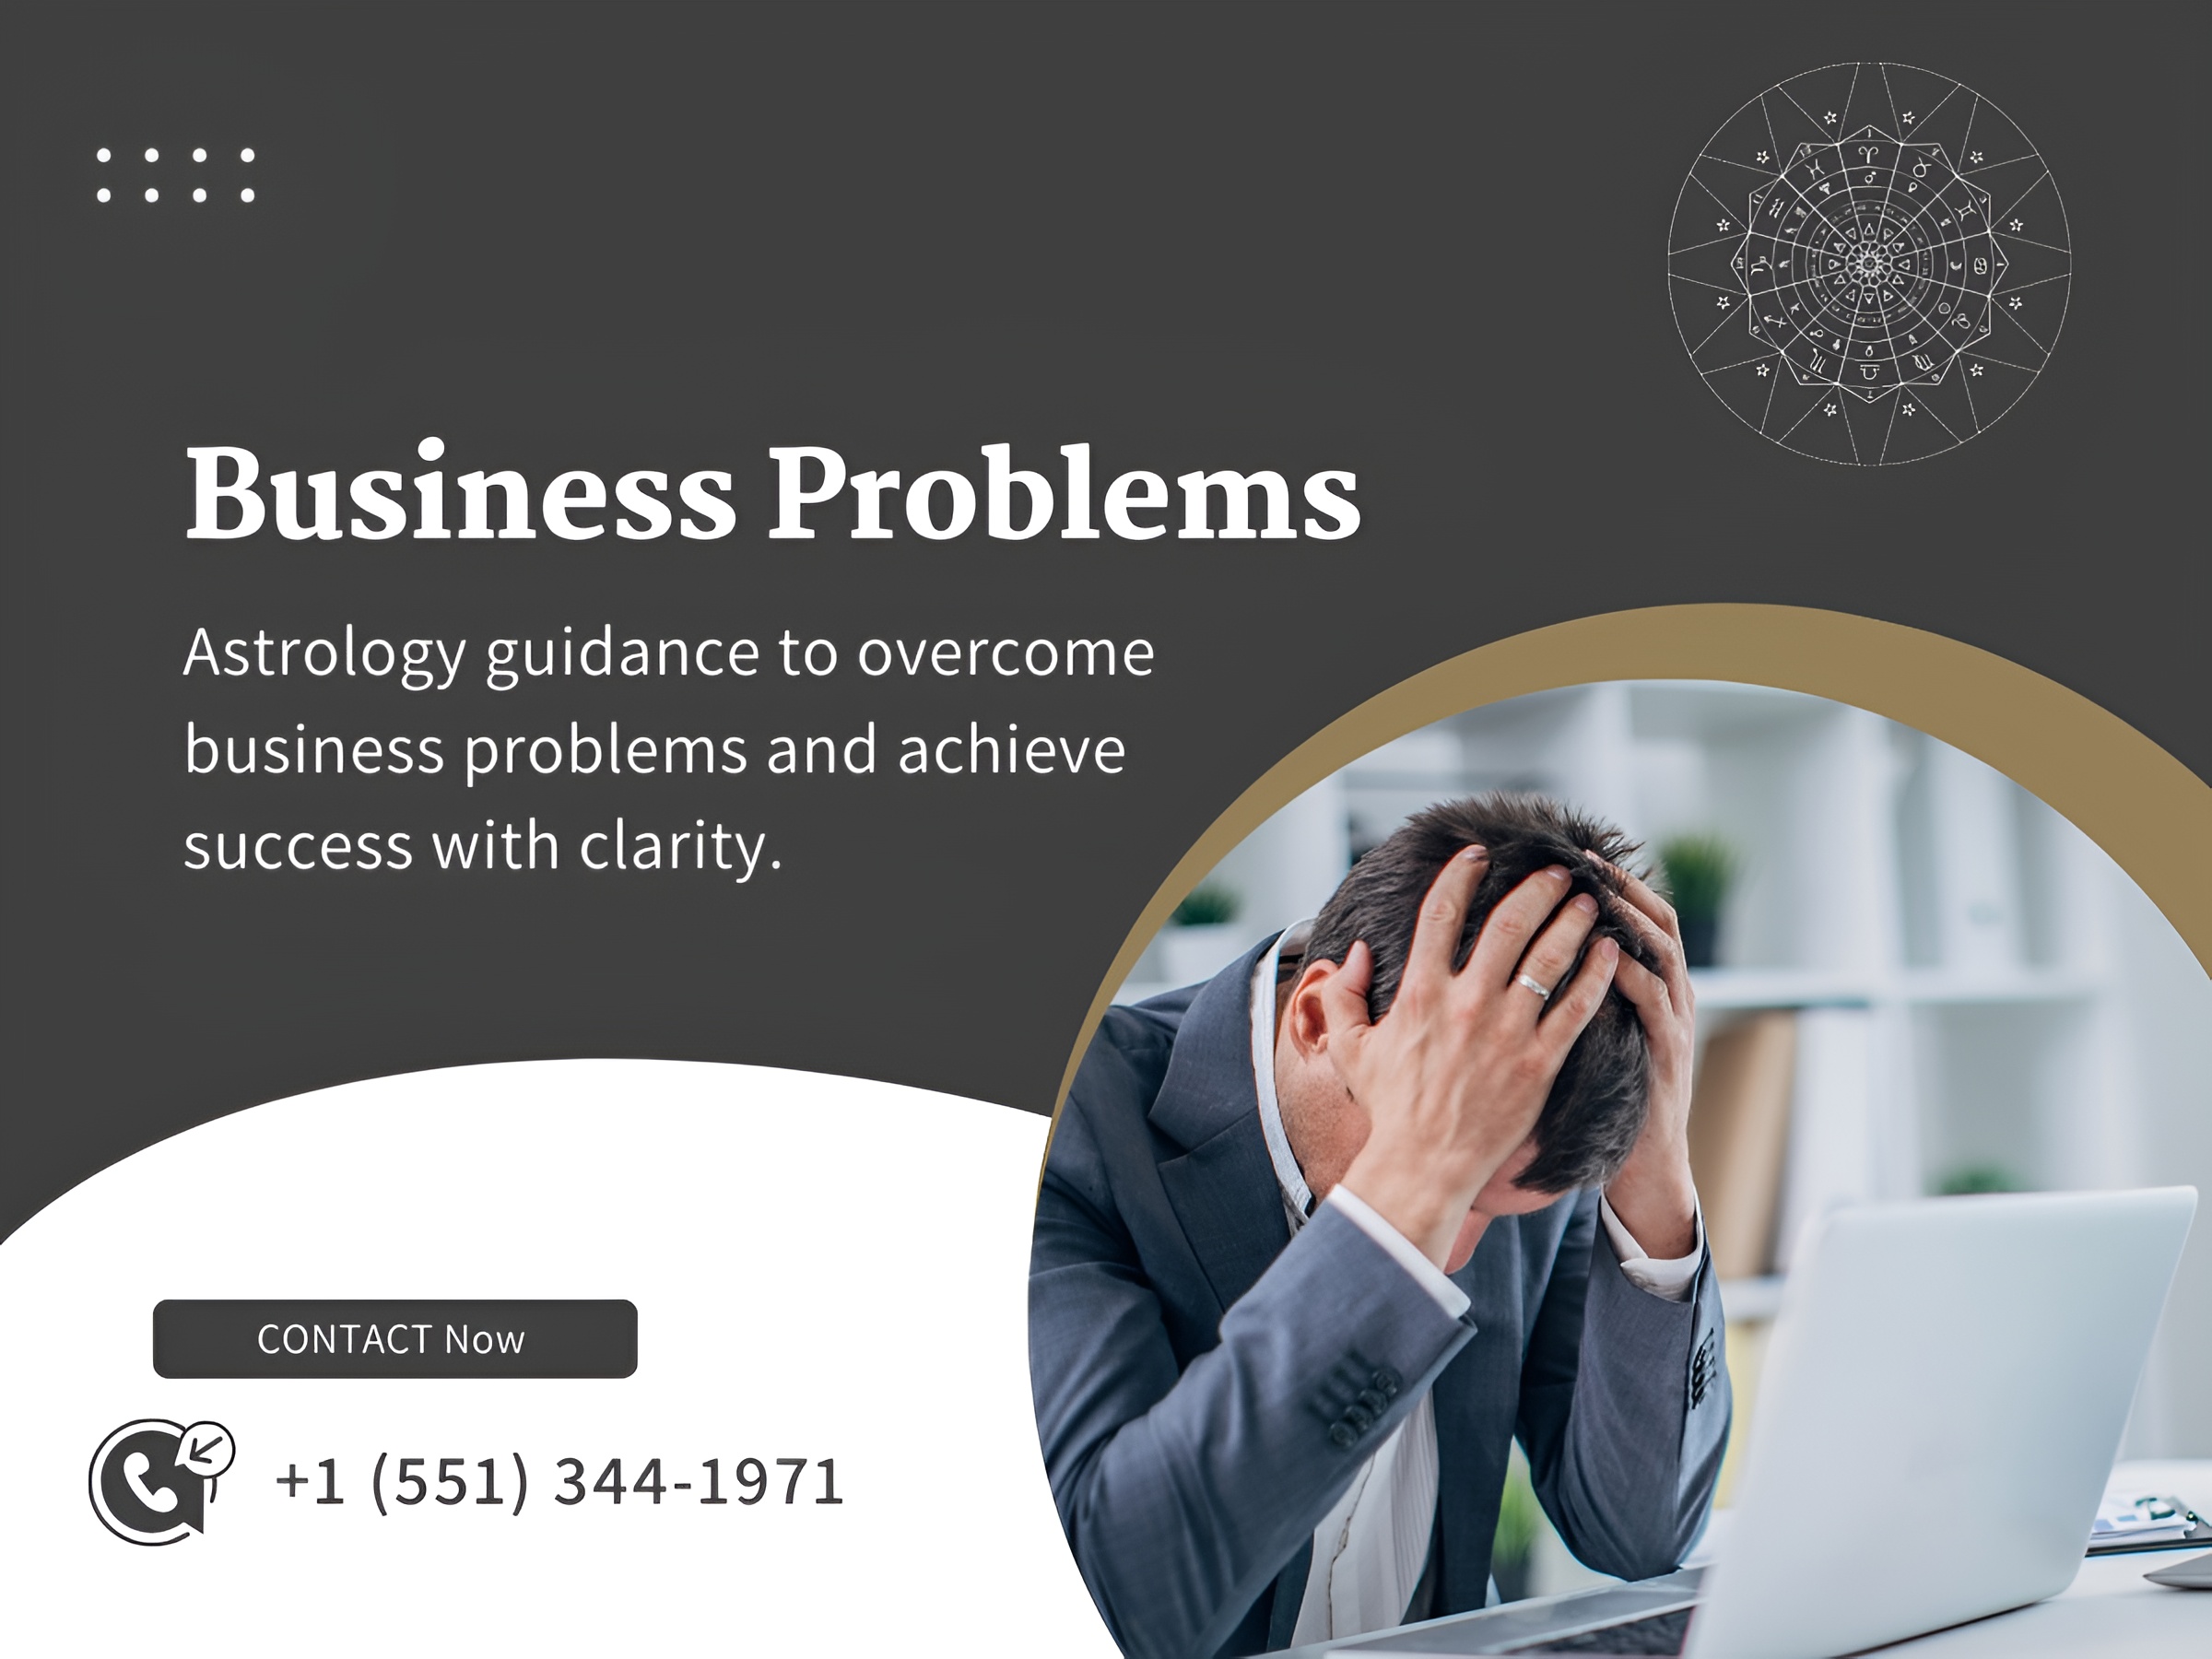 Business Problems
Astrology guidance to overcome
business problems and achieve
success with clarity.
CONTACT Now
+1 (551) 344-1971